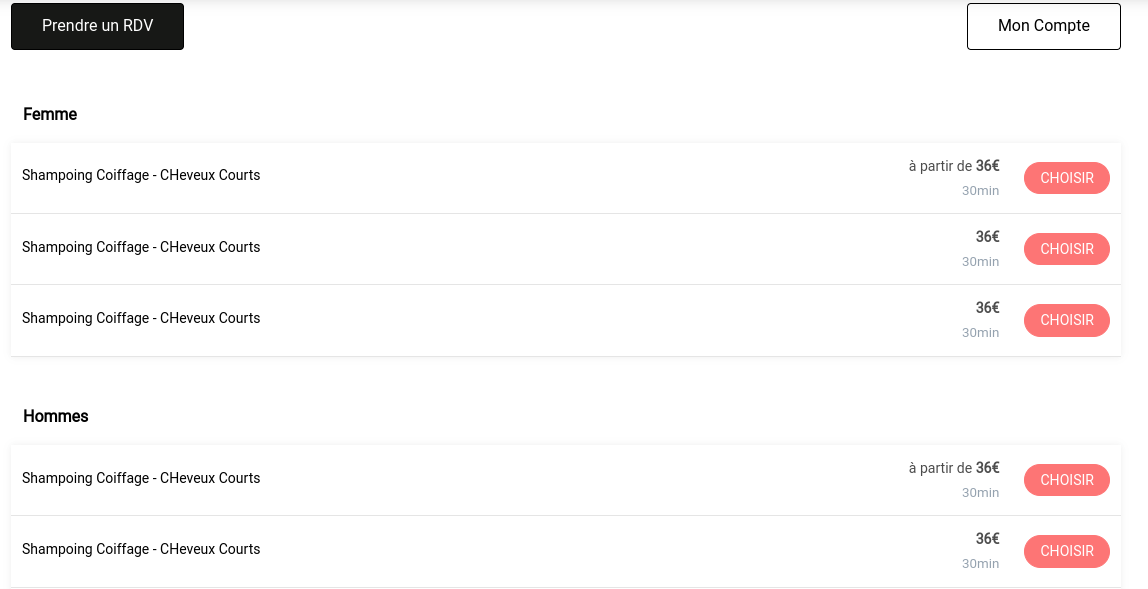 Prendre un RDV
Mon Compte
Femme
Shampoing Coiffage - CHeveux Courts
à partir de 36€
30min
CHOISIR
Shampoing Coiffage - CHeveux Courts
36€
30min
CHOISIR
Shampoing Coiffage - CHeveux Courts
36€
30min
CHOISIR
Hommes
Shampoing Coiffage - CHeveux Courts
à partir de 36€
30min
CHOISIR
Shampoing Coiffage - CHeveux Courts
36€
30min
CHOISIR